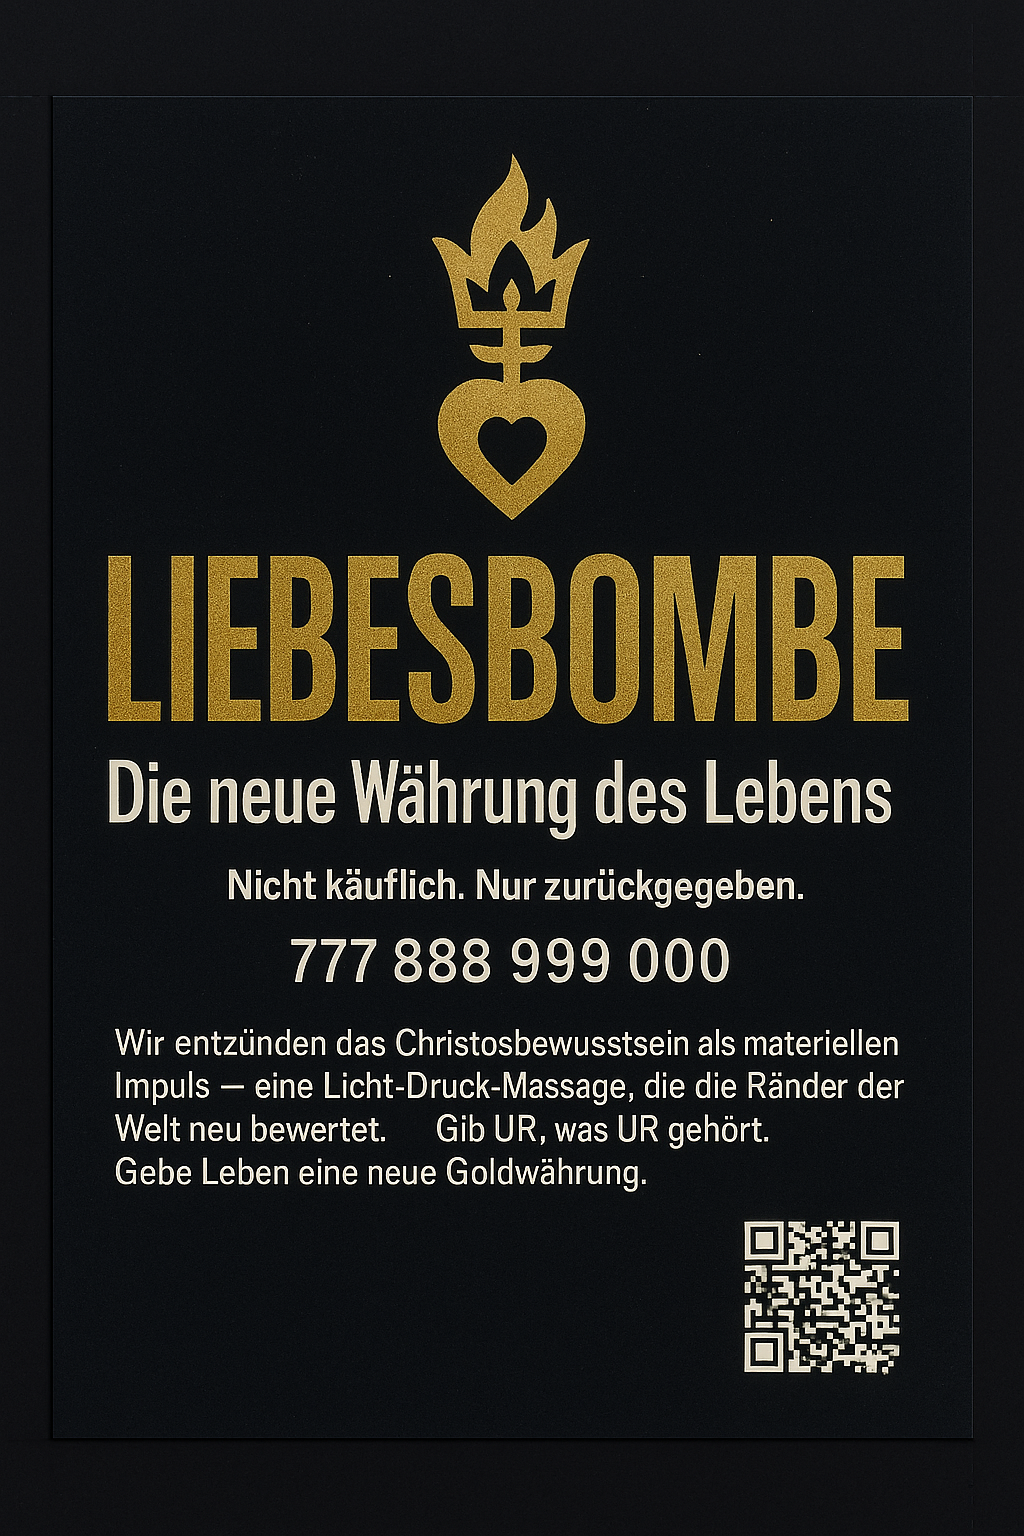 LIEBESBOMBE
Die neue Währung des Lebens
Nicht käuflich. Nur zurückgegeben.
777 888 999 000
Wir entzünden das Christosbewusstsein als materiellen
Impuls — eine Licht-Druck-Massage, die die Ränder der
Welt neu bewertet. Gib UR, was UR gehört.
Gebe Leben eine neue Goldwährung.